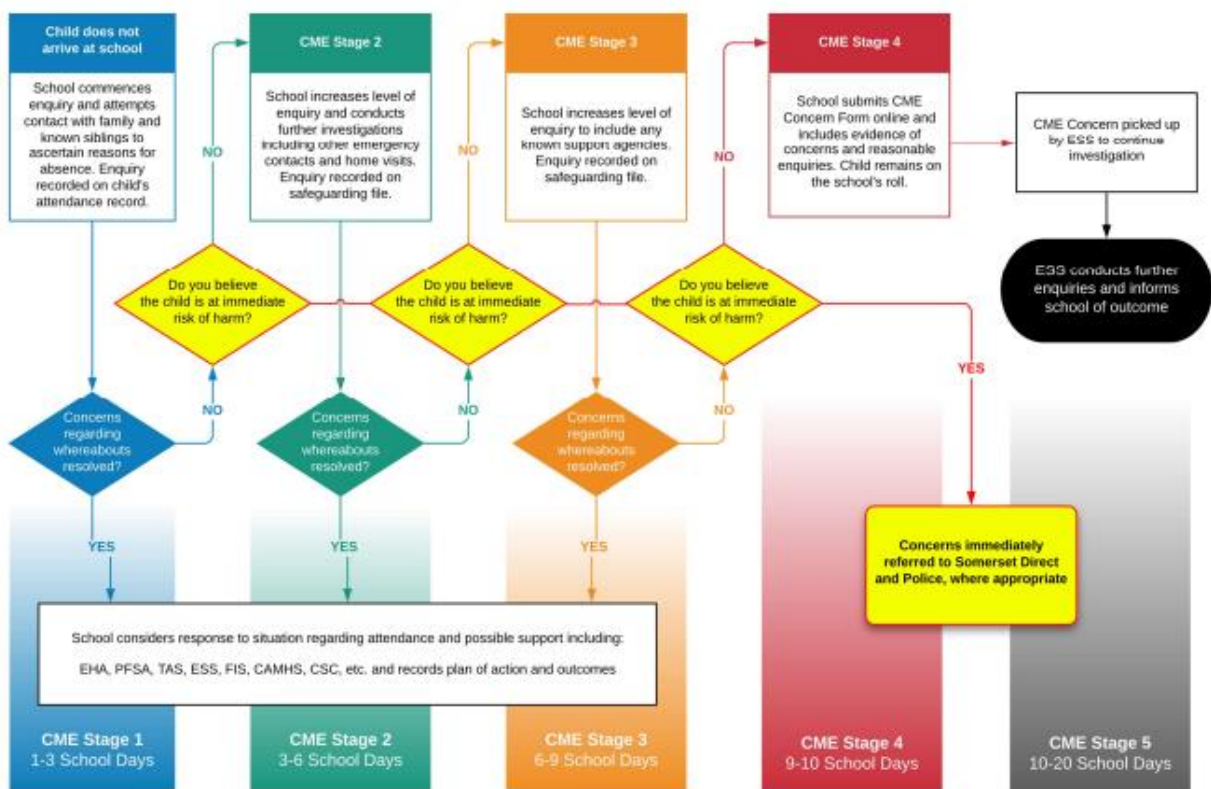 Child does not
arrive at school
School commences
enquiry and attempts
contact with family and
known siblings to
ascertain reasons for
absence. Enquiry
recorded on child's
attendance record.
NO
CME Stage 2
School increases level of
enquiry and conducts
further investigations
including other emergency
contacts and home visits.
Enquiry recorded on
safeguarding file.
NO
CME Stage 3
School increases level of
enquiry to include any
known support agencies.
Enquiry recorded on
safeguarding file.
NO
CME Stage 4
School submits CME
Concern Form online and
includes evidence of
concerns and reasonable
enquiries. Child remains on
the school's roll.
CME Concern picked up
by ESS to continue
investigation
ESS conducts further
enquiries and informs
school of outcome
Do you believe
the child is at immediate
risk of harm?
Do you believe
the child is at immediate
risk of harm?
Do you believe
the child is at immediate
risk of harm?
YES
Concerns
regarding
whereabouts
resolved?
NO
Concerns
regarding
whereabouts
resolved?
NO
Concerns
regarding
whereabouts
resolved?
NO
YES
YES
YES
Concerns immediately
referred to Somerset Direct
and Police, where appropriate
School considers response to situation regarding attendance and possible support including:
EHA, PFSA, TAS, ESS, FIS, CAMHS, CSC, etc. and records plan of action and outcomes
CME Stage 1
1-3 School Days
CME Stage 2
3-6 School Days
CME Stage 3
6-9 School Days
CME Stage 4
9-10 School Days
CME Stage 5
10-20 School Days